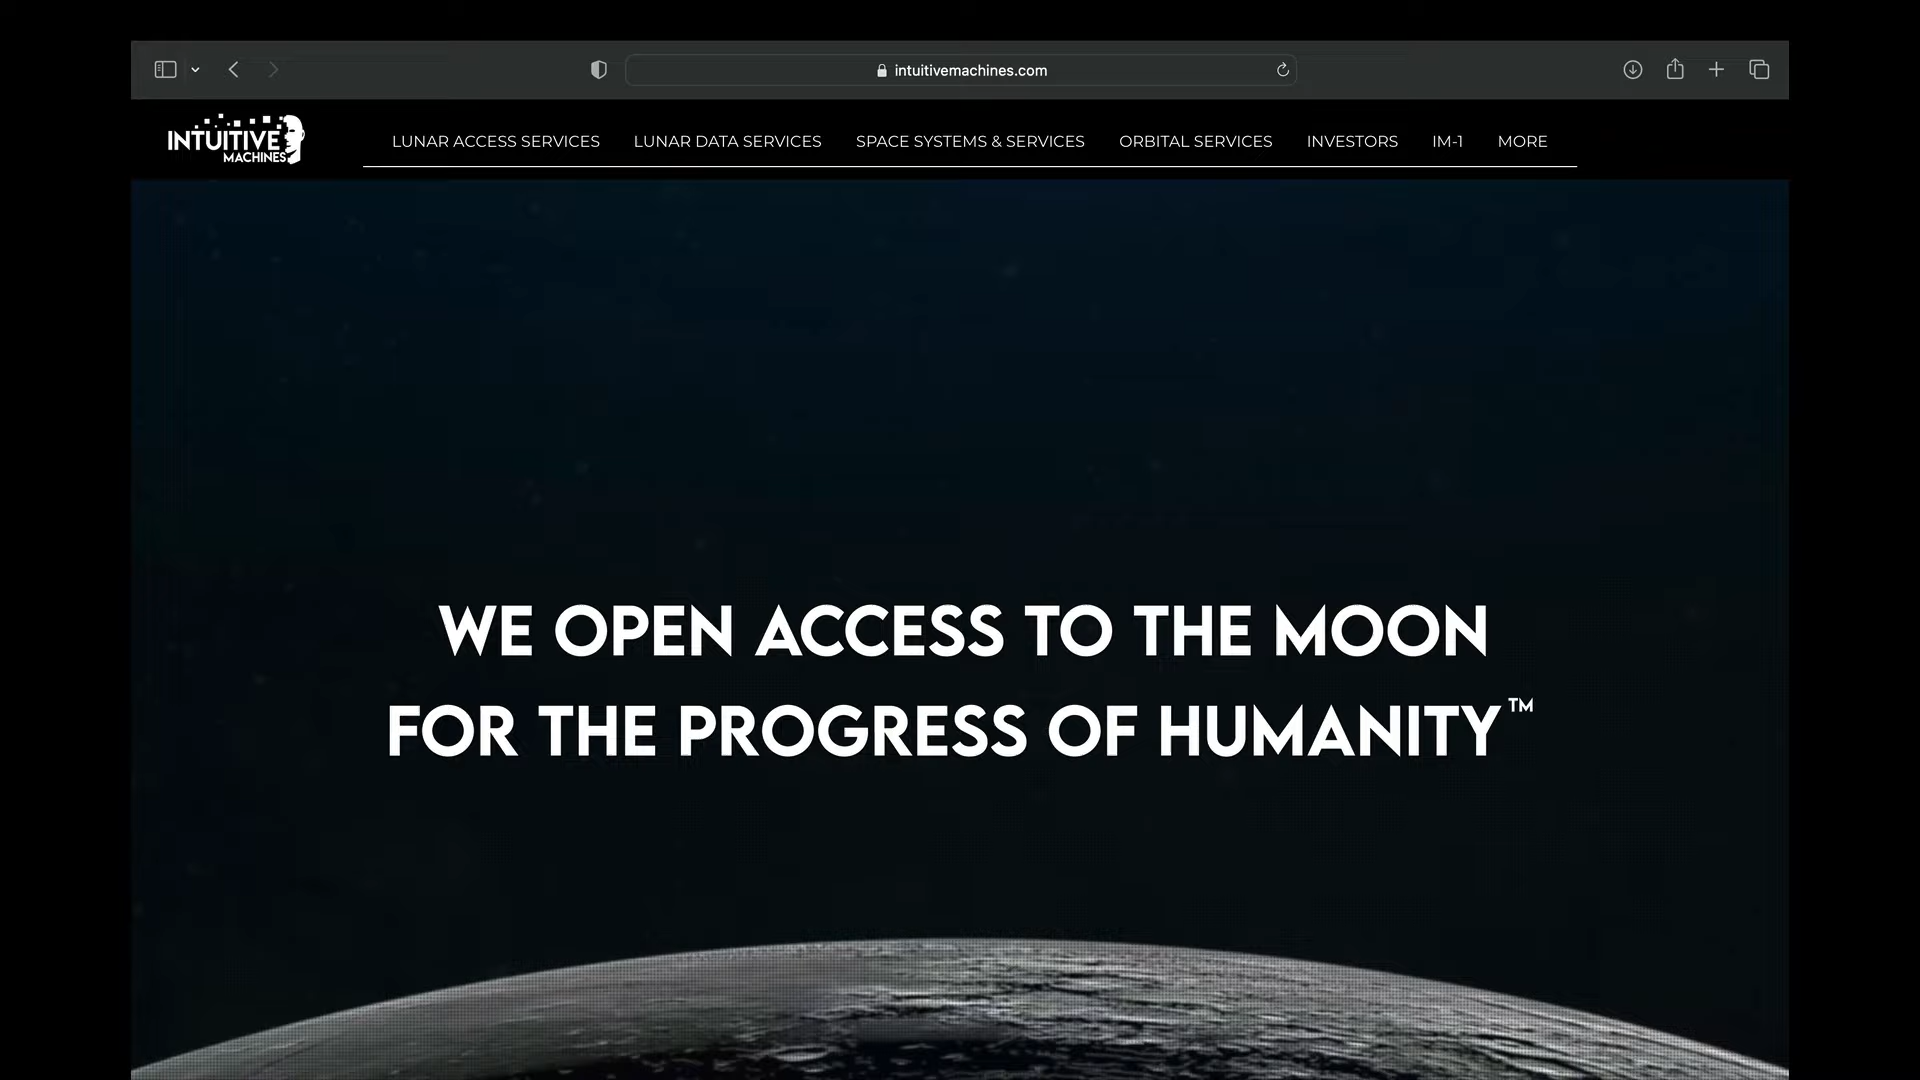 intuitivemachines.com
INTUITIVE
MACHINES
LUNAR ACCESS SERVICES LUNAR DATA SERVICES SPACE SYSTEMS & SERVICES ORBITAL SERVICES INVESTORS IM-1 MORE
WE OPEN ACCESS TO THE MOON
FOR THE PROGRESS OF HUMANITY™